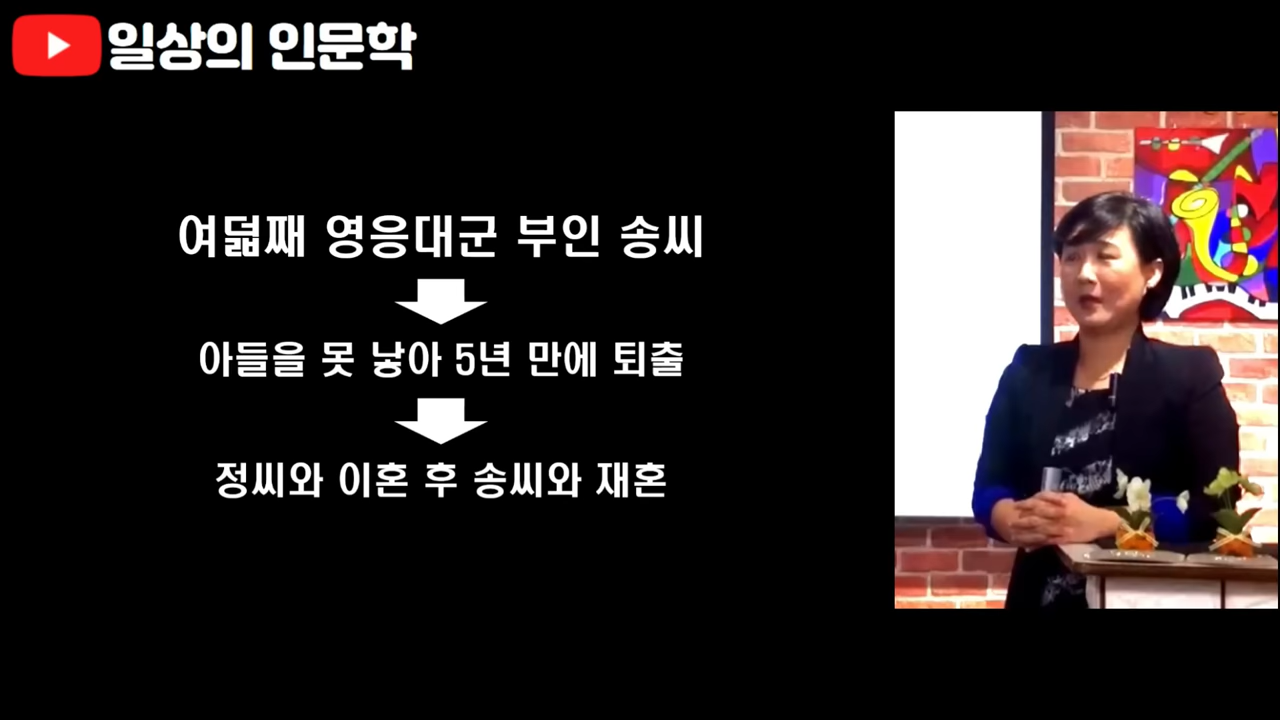 일상의 인문학
여덟째 영응대군 부인 송씨
아들을 못 낳아 5년 만에 퇴출
정씨와 이혼 후 송씨와 재혼